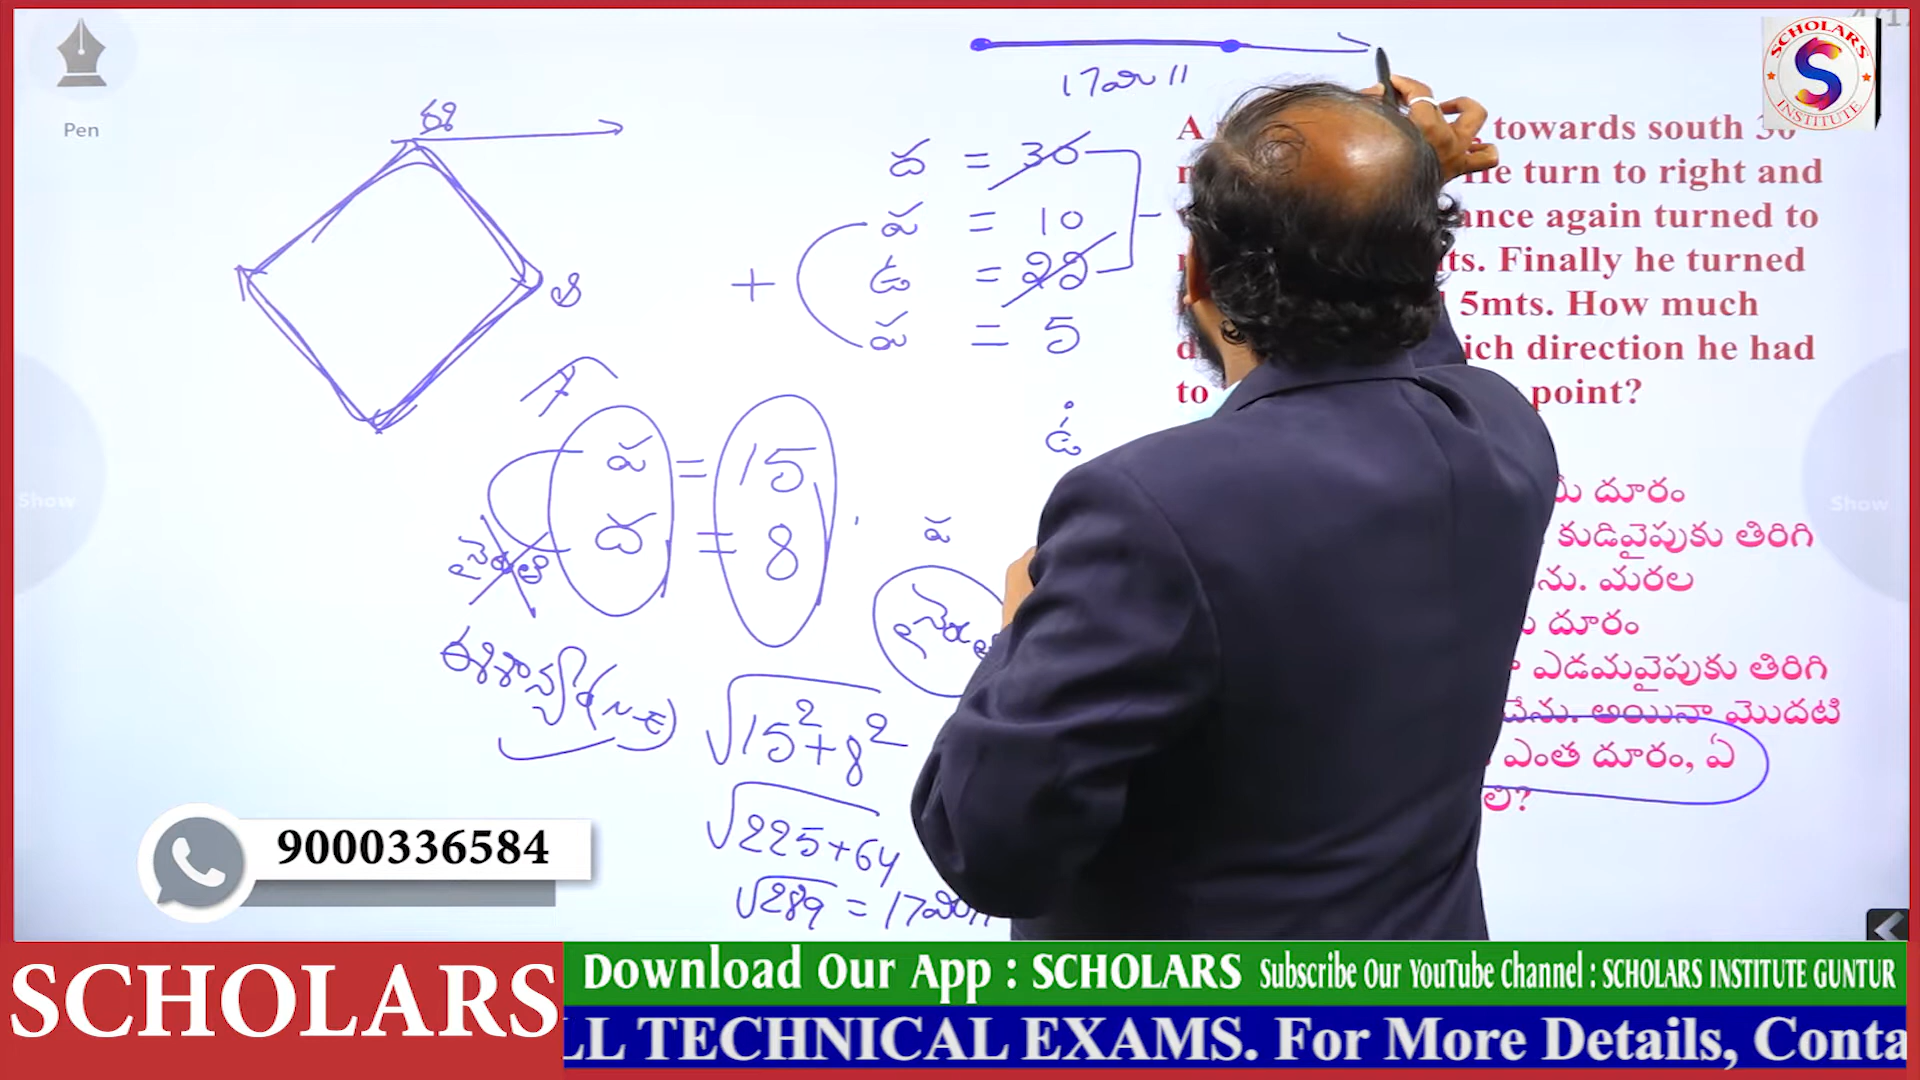 Pen
SCHOLARS
INSTITUTE
S
17మీ॥
ద = 30
ప = 10
ఉ = 22
ప = 5
+
A towards south 30
He turn to right and
ance again turned to
ts. Finally he turned
5mts. How much
ich direction he had
to point?
ప = 15
ద = 8
ఉ
ప
ఈశాన్యం (N-E)
√15²+8²
√225+64
√289 = 17మీ॥
దూరం
కుడివైపుకు తిరిగి
ను. మరల
దూరం
ఎడమవైపుకు తిరిగి
చేను. అయినా మొదటి
ఎంత దూరం, ఏ
లి?
Show
Show
9000336584
SCHOLARS
Download Our App : SCHOLARS Subscribe Our YouTube Channel : SCHOLARS INSTITUTE GUNTUR
LL TECHNICAL EXAMS. For More Details, Conta